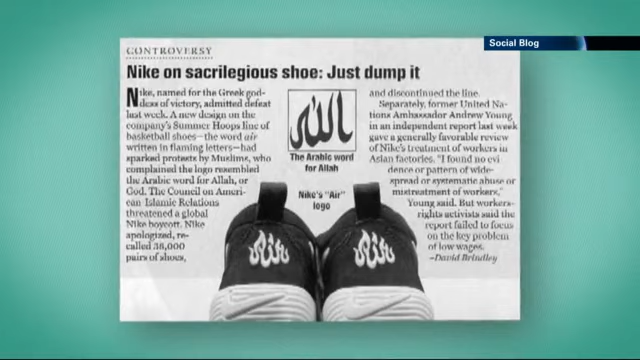 Social Blog
CONTROVERSY
Nike on sacrilegious shoe: Just dump it
Nike, named for the Greek god-
dess of victory, admitted defeat
last week. A new design on the
company's Summer Hoops line of
basketball shoes—the word air
written in flaming letters—had
sparked protests by Muslims, who
complained the logo resembled
the Arabic word for Allah, or
God. The Council on Ameri-
can-Islamic Relations
threatened a global
Nike boycott. Nike
apologized, re-
called 38,000
pairs of shoes,
الله
The Arabic word
for Allah
Nike's "Air"
logo
Air
Air
and discontinued the line.
Separately, former United Na-
tions Ambassador Andrew Young
in an independent report last week
gave a generally favorable review
of Nike's treatment of workers in
Asian factories. "I found no evi
dence or pattern of wide-
spread or systematic abuse or
mistreatment of workers,"
Young said. But workers-
rights activists said the
report failed to focus
on the key problem
of low wages.
–David Brindley